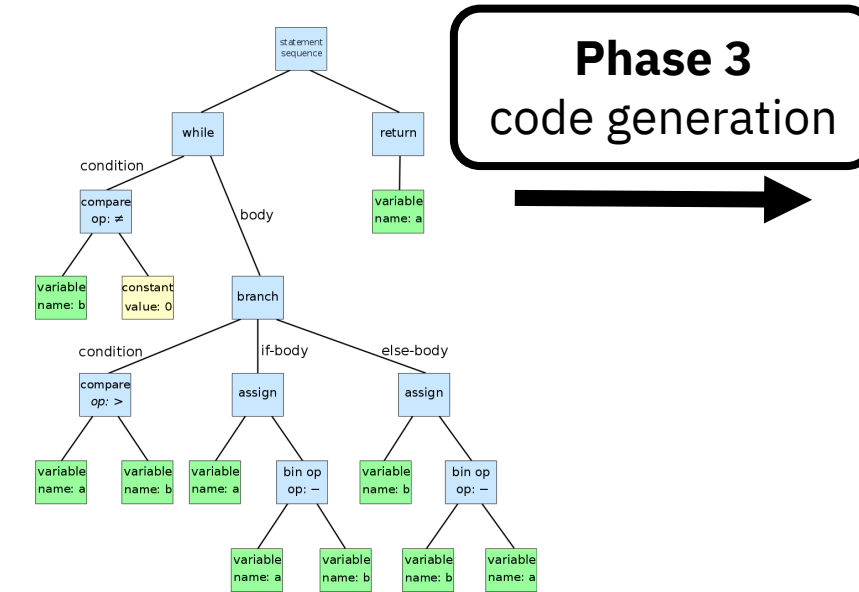 statement
sequence
Phase 3
code generation
while
return
condition
compare
op: ≠
body
variable
name: a
variable
name: b
constant
value: 0
branch
condition
if-body
else-body
compare
op: >
assign
assign
variable
name: a
variable
name: b
variable
name: a
bin op
op: −
variable
name: b
bin op
op: −
variable
name: a
variable
name: b
variable
name: b
variable
name: a